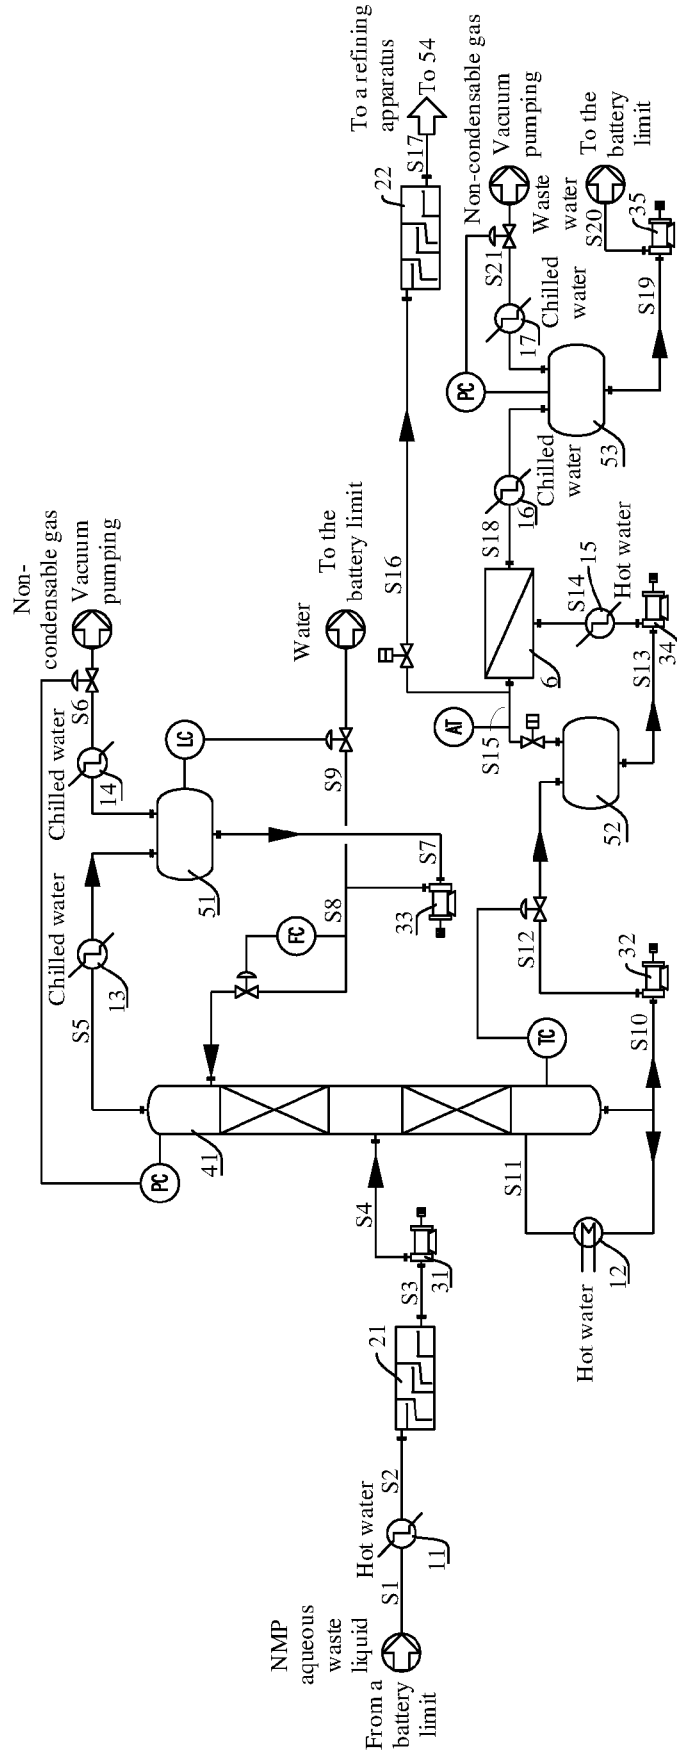 NMP
aqueous
waste
liquid
From a
battery
limit
S1
Hot water
11
S2
21
S3
31
S4
41
PC
S5
Chilled water
13
Chilled water
14
S6
Non-
condensable gas
Vacuum
pumping
51
LC
S7
33
S8
FC
S9
Water
To the
battery limit
S10
32
S11
12
Hot water
TC
S12
52
S13
34
S14
15
Hot water
6
S15
AT
S16
22
S17
To a refining
apparatus
To 54
S18
16
Chilled
water
53
PC
17
Chilled
water
S21
Non-condensable gas
Vacuum
pumping
S19
35
S20
Waste
water
To the
battery
limit